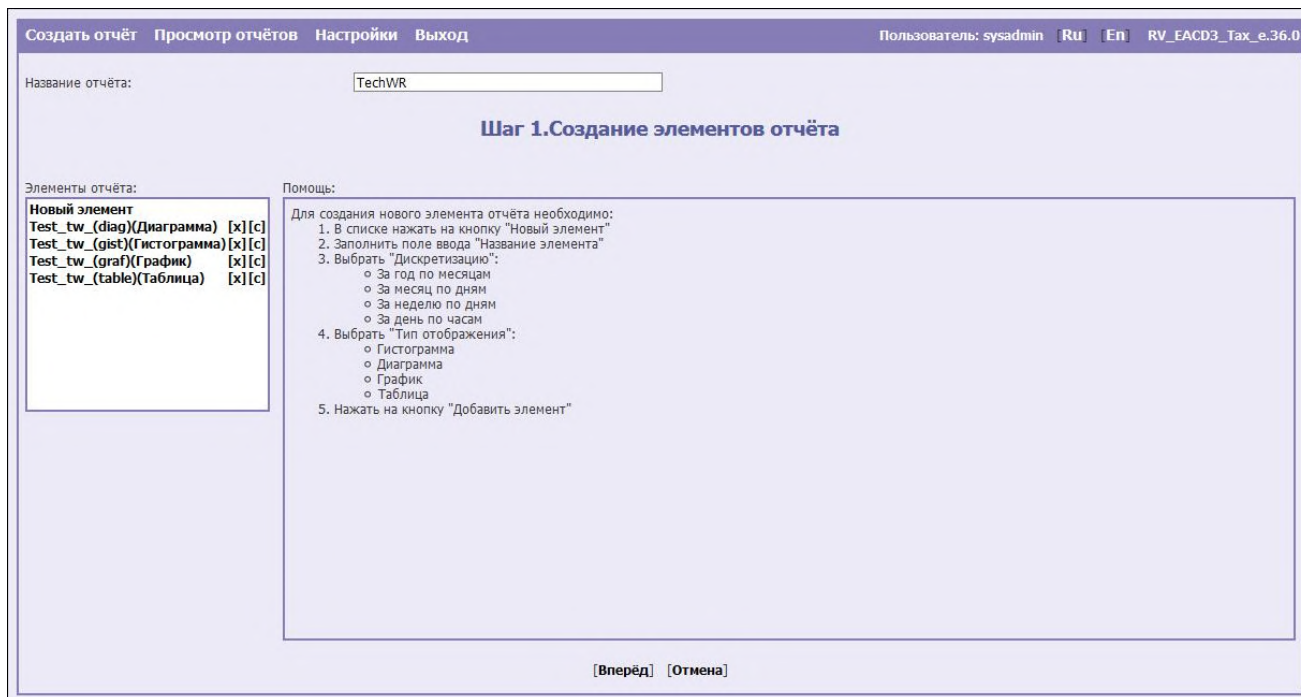 Создать отчёт Просмотр отчётов Настройки Выход Пользователь: sysadmin [Ru] [En] RV_EACD3_Tax_e.36.0
Название отчёта: TechWR
Шаг 1.Создание элементов отчёта
Элементы отчёта:
Новый элемент
Test_tw_(diag)(Диаграмма) [x][c]
Test_tw_(gist)(Гистограмма)[x][c]
Test_tw_(graf)(График) [x][c]
Test_tw_(table)(Таблица) [x][c]
Помощь:
Для создания нового элемента отчёта необходимо:
1. В списке нажать на кнопку "Новый элемент"
2. Заполнить поле ввода "Название элемента"
3. Выбрать "Дискретизацию":
За год по месяцам
За месяц по дням
За неделю по дням
За день по часам
4. Выбрать "Тип отображения":
Гистограмма
Диаграмма
График
Таблица
5. Нажать на кнопку "Добавить элемент"
[Вперёд] [Отмена]